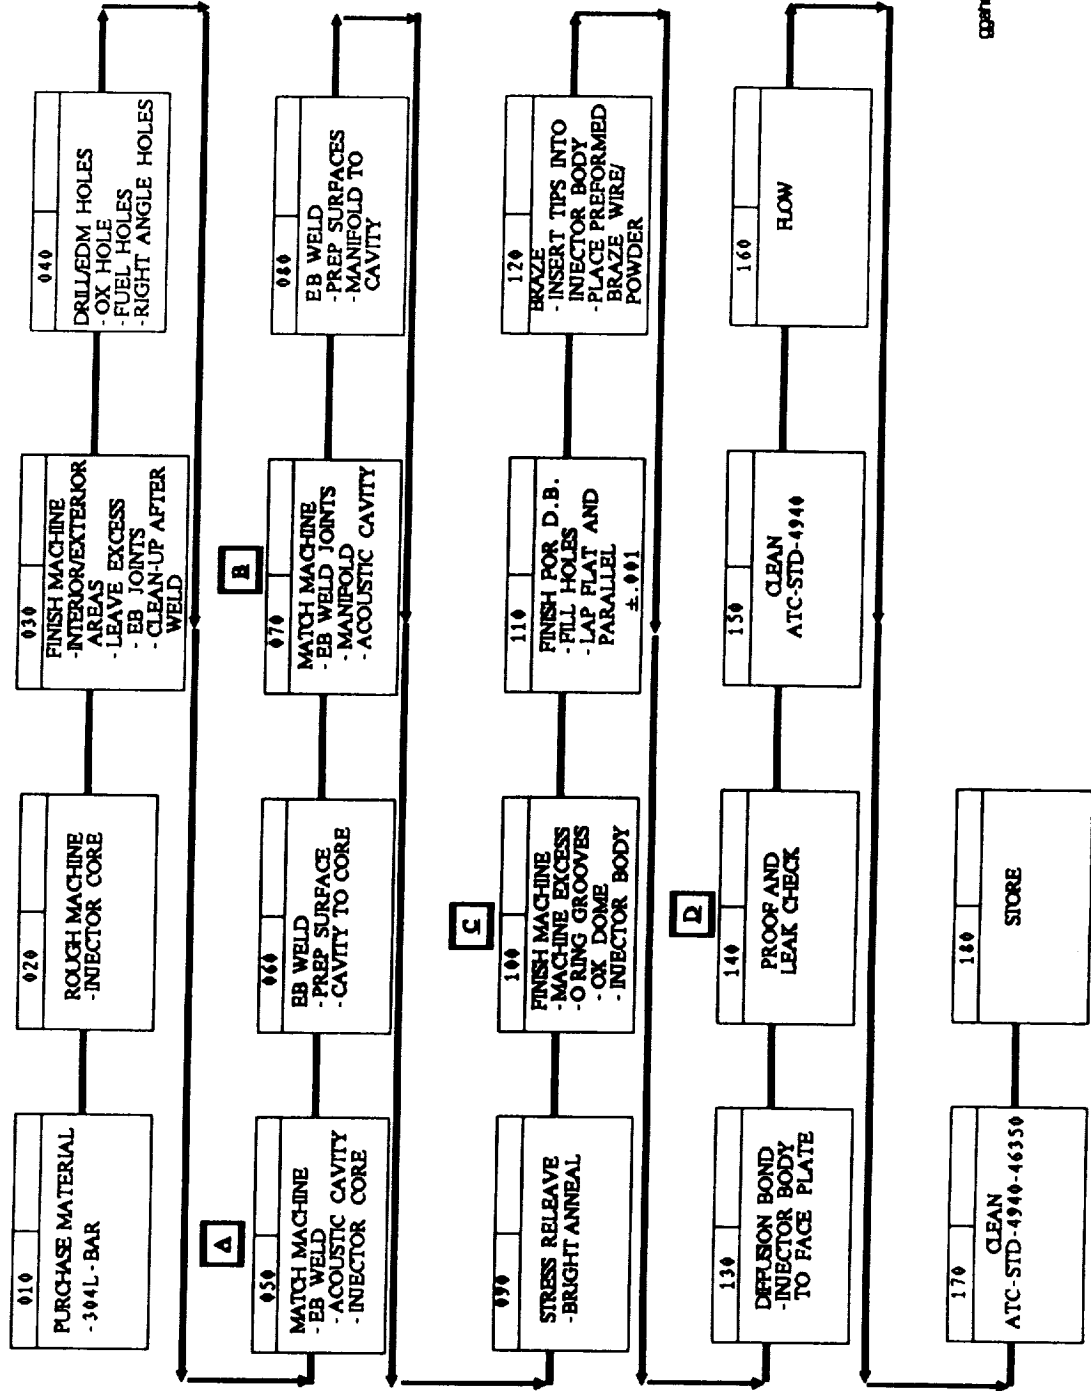 010
PURCHASE MATERIAL
- 304L - BAR
020
ROUGH MACHINE
- INJECTOR CORE
030
FINISH MACHINE
- INTERIOR/EXTERIOR
AREAS
- LEAVE EXCESS
- EB JOINTS
- CLEAN-UP AFTER
WELD
040
DRILL/EDM HOLES
- OX HOLE
- FUEL HOLES
- RIGHT ANGLE HOLES
A
050
MATCH MACHINE
- EB WELD
- ACOUSTIC CAVITY
- INJECTOR CORE
060
EB WELD
- PREP SURFACE
- CAVITY TO CORE
B
070
MATCH MACHINE
- EB WELD JOINTS
- MANIFOLD
- ACOUSTIC CAVITY
080
EB WELD
- PREP SURFACES
- MANIFOLD TO
CAVITY
090
STRESS RELEAVE
- BRIGHT ANNEAL
C
100
FINISH MACHINE
- MACHINE EXCESS
- O RING GROOVES
- OX DOME
- INJECTOR BODY
110
FINISH FOR D.B.
- FILL HOLES
- LAP FLAT AND
PARALLEL
±.001
120
BRAZE
- INSERT TIPS INTO
INJECTOR BODY
- PLACE PREFORMED
BRAZE WIRE/
POWDER
130
DIFFUSION BOND
- INJECTOR BODY
TO FACE PLATE
D
140
PROOF AND
LEAK CHECK
150
CLEAN
ATC-STD-4940
160
FLOW
170
CLEAN
ATC-STD-4940-46350
180
STORE